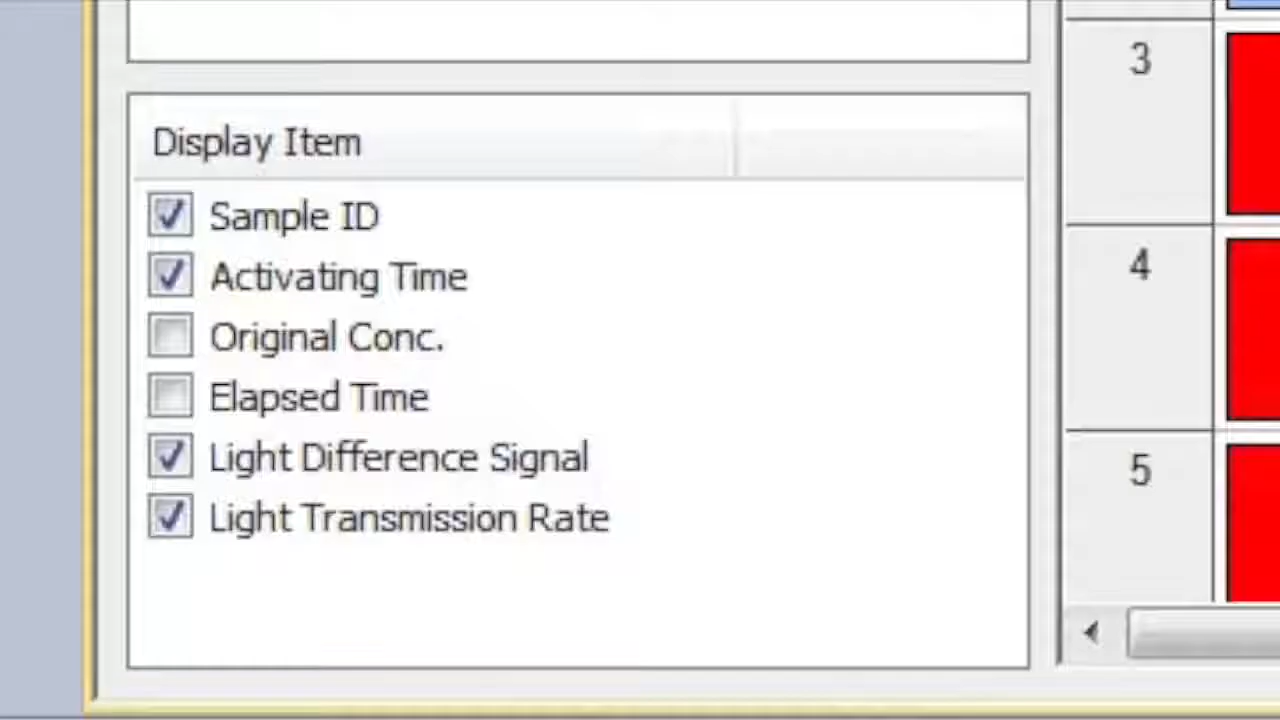 Display Item
Sample ID
Activating Time
Original Conc.
Elapsed Time
Light Difference Signal
Light Transmission Rate
3
4
5